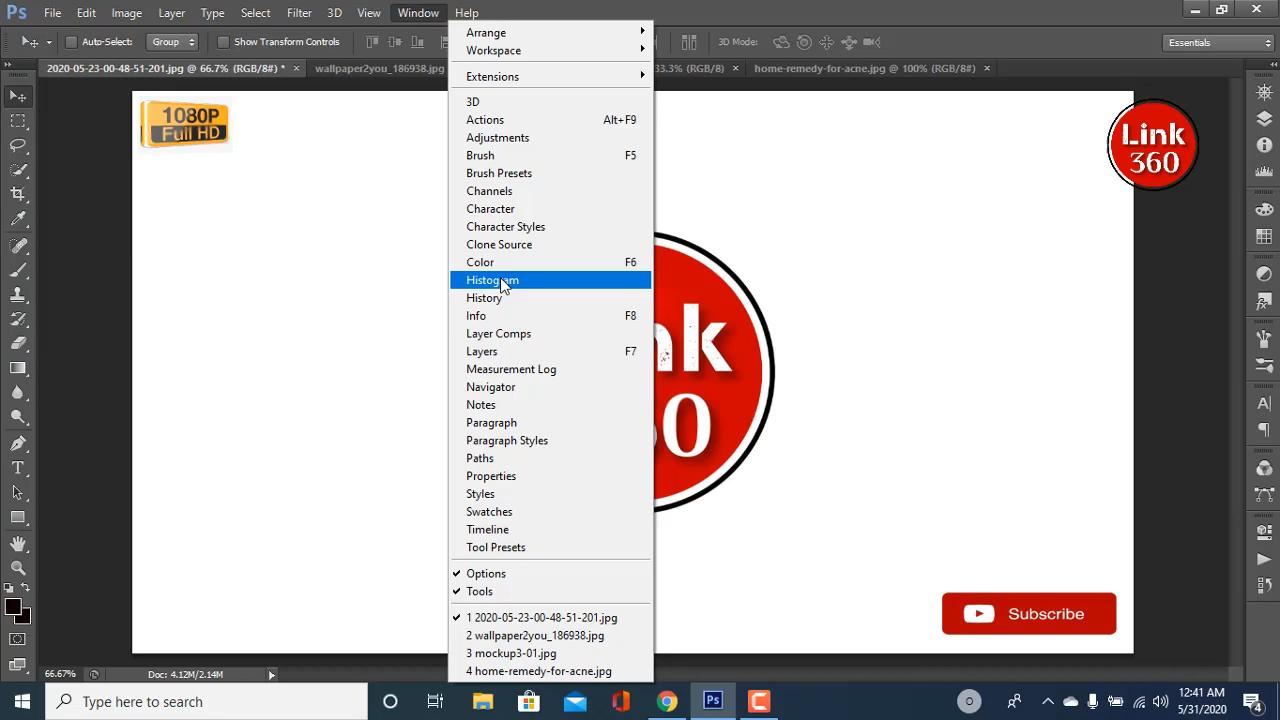 Ps File Edit Image Layer Type Select Filter 3D View Window Help
Auto-Select: Group Show Transform Controls 3D Mode: Essentials
2020-05-23-00-48-51-201.jpg @ 66.7% (RGB/8#) * × wallpaper2you_186938.jpg 33.3% (RGB/8) × home-remedy-for-acne.jpg @ 100% (RGB/8#) ×
Arrange
Workspace
Extensions
3D
Actions Alt+F9
Adjustments
Brush F5
Brush Presets
Channels
Character
Character Styles
Clone Source
Color F6
Histogram
History
Info F8
Layer Comps
Layers F7
Measurement Log
Navigator
Notes
Paragraph
Paragraph Styles
Paths
Properties
Styles
Swatches
Timeline
Tool Presets
Options
Tools
1 2020-05-23-00-48-51-201.jpg
2 wallpaper2you_186938.jpg
3 mockup3-01.jpg
4 home-remedy-for-acne.jpg
1080P
Full HD
Link
360
nk
0
Subscribe
66.67% Doc: 4.12M/2.14M
Type here to search
Ps
12:41 AM
5/31/2020
4